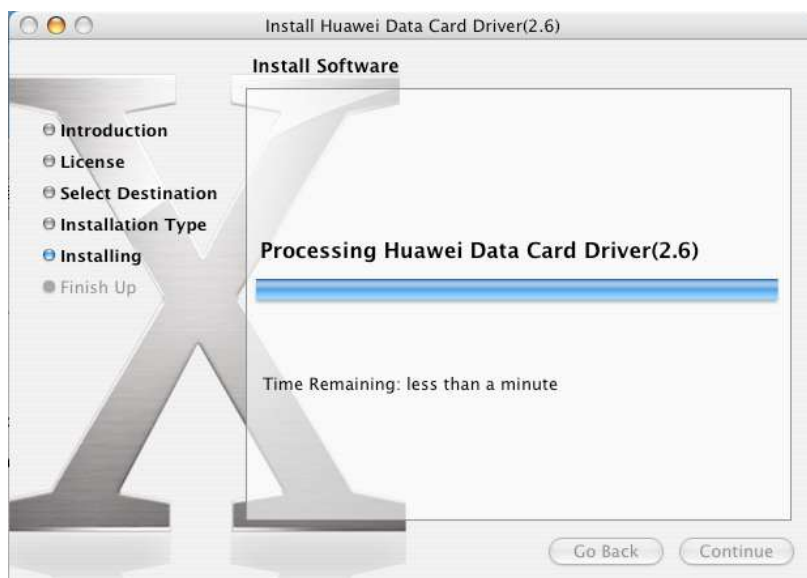 Install Huawei Data Card Driver(2.6)
Install Software
Introduction
License
Select Destination
Installation Type
Installing
Finish Up
Processing Huawei Data Card Driver(2.6)
Time Remaining: less than a minute
Go Back
Continue